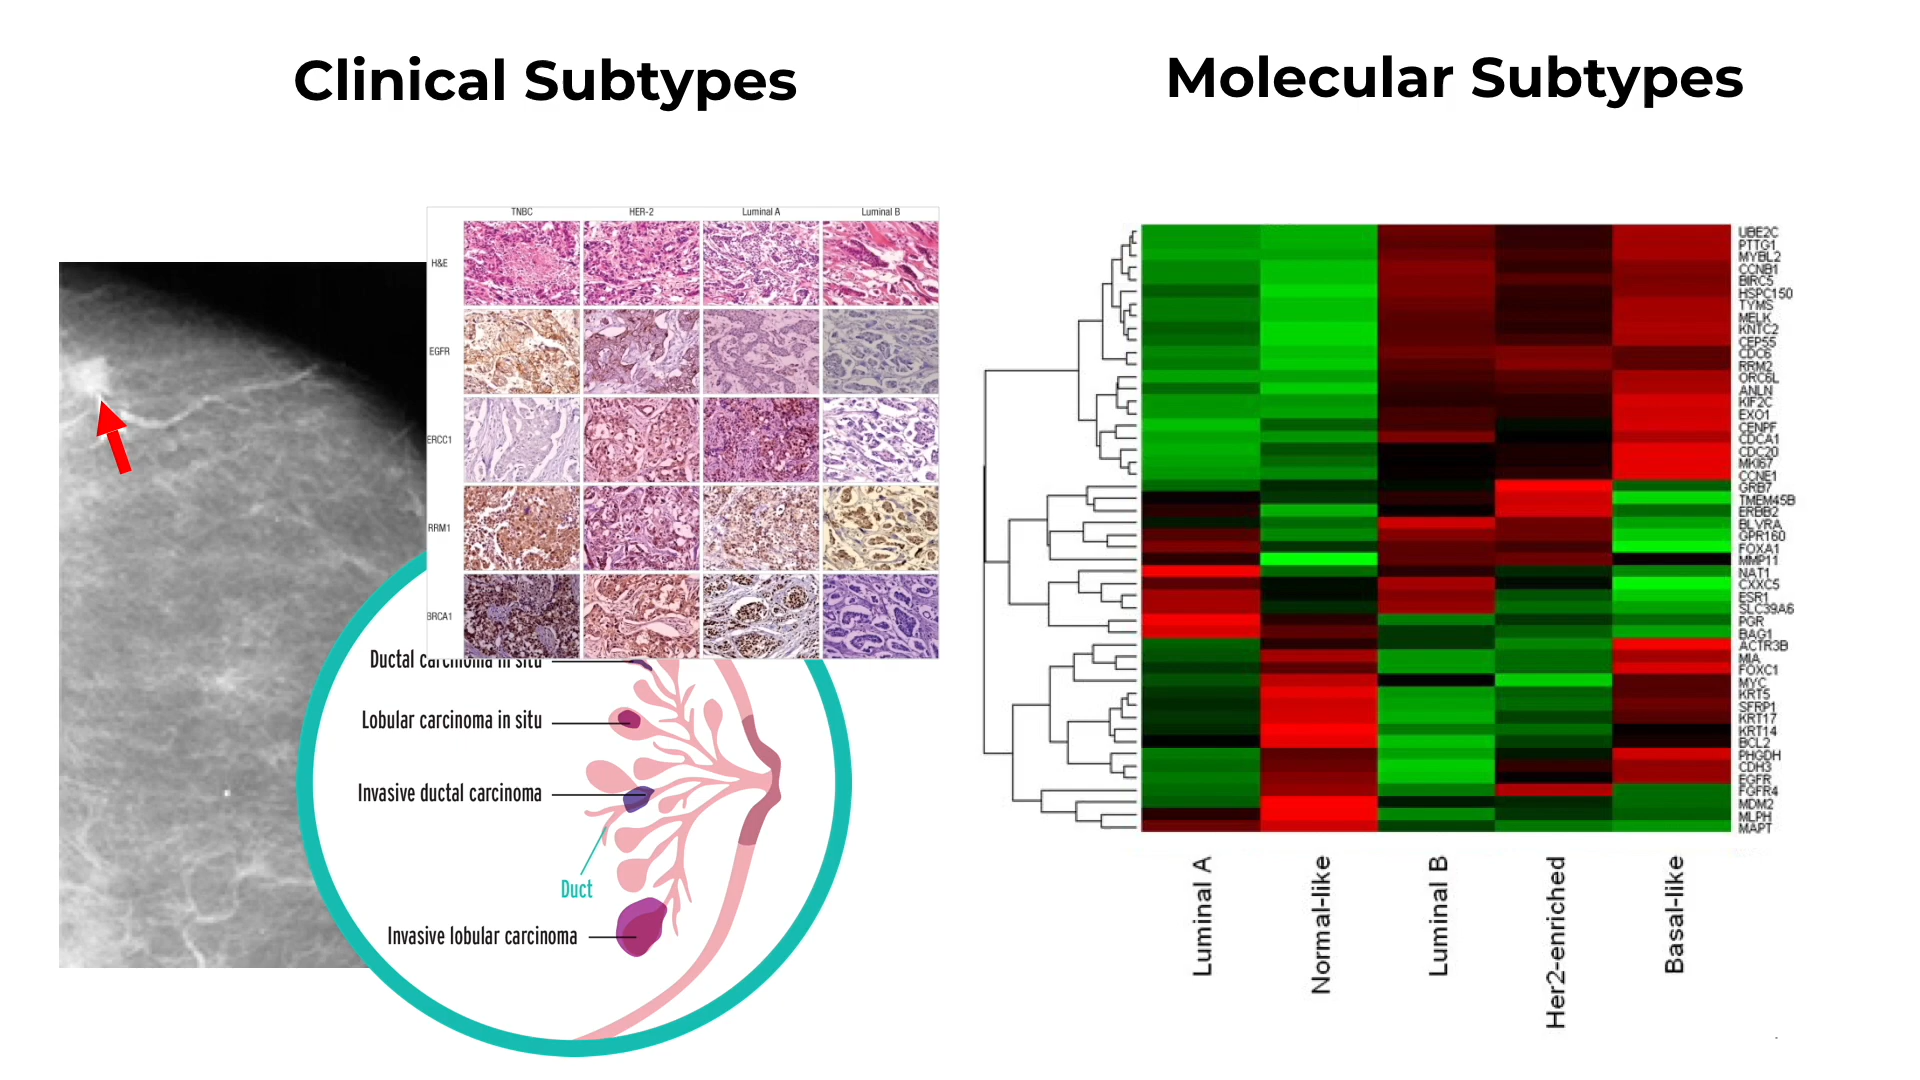 Clinical Subtypes
Molecular Subtypes
TNBC
HER-2
Luminal A
Luminal B
H&E
EGFR
ERCC1
RRM1
BRCA1
Ductal carcinoma in situ
Lobular carcinoma in situ
Invasive ductal carcinoma
Duct
Invasive lobular carcinoma
UBE2C
PTTG1
MYBL2
CCNB1
BIRC5
HSPC150
TYMS
MELK
KNTC2
CEP55
CDC6
RRM2
ORC6L
ANLN
KIF2C
EXO1
CENPF
CDCA1
CDC20
MKI67
CCNE1
GRB7
TMEM45B
ERBB2
BLVRA
GPR160
FOXA1
MMP11
NAT1
CXXC5
ESR1
SLC39A6
PGR
BAG1
ACTR3B
MIA
FOXC1
MYC
KRT5
SFRP1
KRT17
KRT14
BCL2
PHGDH
CDH3
EGFR
FGFR4
MDM2
MLPH
MAPT
Luminal A
Normal-like
Luminal B
Her2-enriched
Basal-like